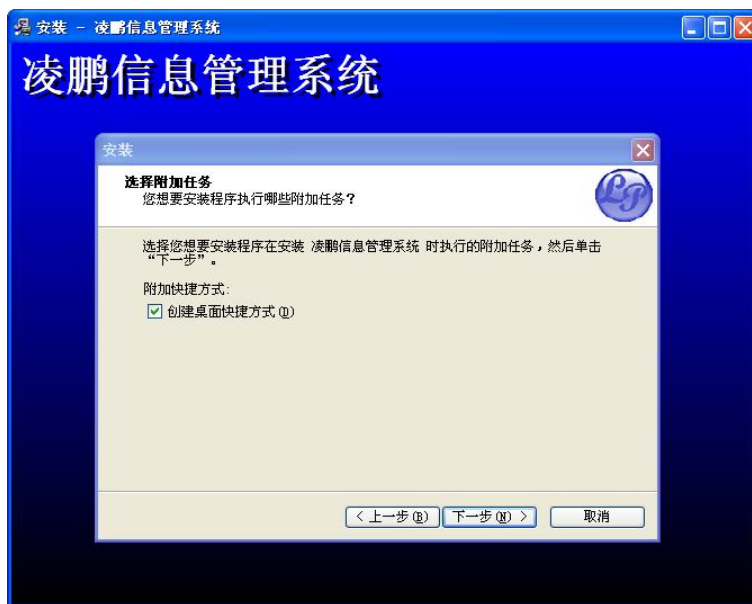 安装 - 凌鹏信息管理系统
凌鹏信息管理系统
安装
选择附加任务
您想要安装程序执行哪些附加任务?
LP
选择您想要安装程序在安装 凌鹏信息管理系统 时执行的附加任务,然后单击
“下一步”。
附加快捷方式:
创建桌面快捷方式(D)
< 上一步(B) 下一步(N) > 取消